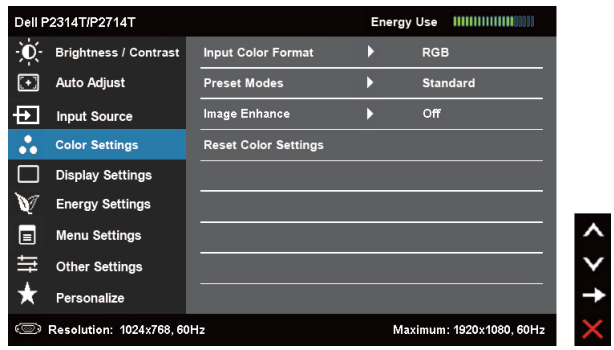 Dell P2314T/P2714T Energy Use
Brightness / Contrast Input Color Format RGB
Auto Adjust Preset Modes Standard
Input Source Image Enhance Off
Color Settings Reset Color Settings
Display Settings
Energy Settings
Menu Settings
Other Settings
Personalize
Resolution: 1024x768, 60Hz Maximum: 1920x1080, 60Hz